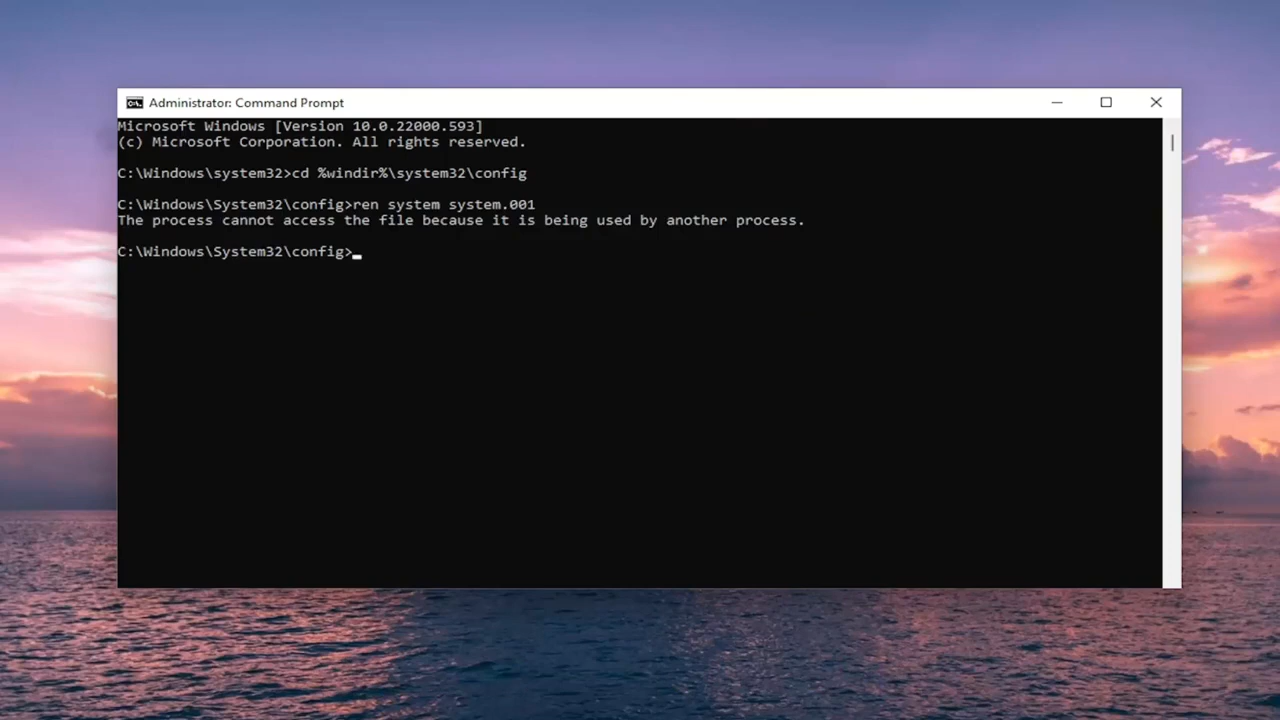 Administrator: Command Prompt
Microsoft Windows [Version 10.0.22000.593]
(c) Microsoft Corporation. All rights reserved.
C:\Windows\system32>cd %windir%\system32\config
C:\Windows\System32\config>ren system system.001
The process cannot access the file because it is being used by another process.
C:\Windows\System32\config>